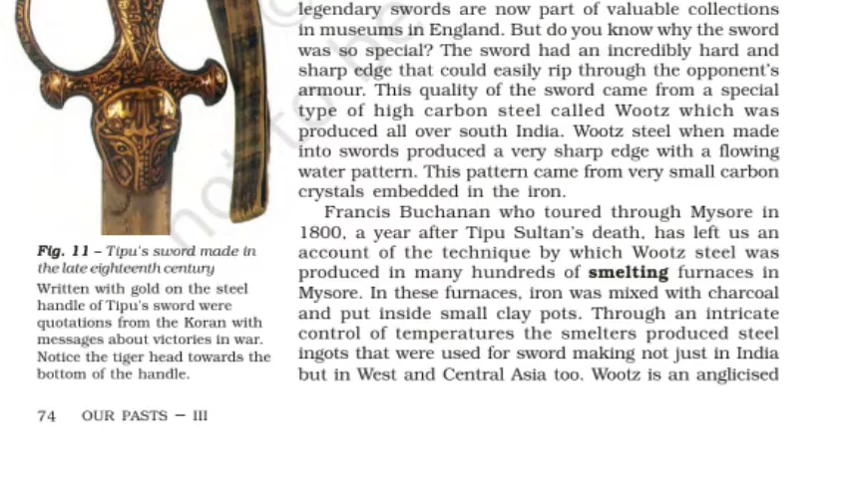 legendary swords are now part of valuable collections
in museums in England. But do you know why the sword
was so special? The sword had an incredibly hard and
sharp edge that could easily rip through the opponent's
armour. This quality of the sword came from a special
type of high carbon steel called Wootz which was
produced all over south India. Wootz steel when made
into swords produced a very sharp edge with a flowing
water pattern. This pattern came from very small carbon
crystals embedded in the iron.
Francis Buchanan who toured through Mysore in
1800, a year after Tipu Sultan's death, has left us an
account of the technique by which Wootz steel was
produced in many hundreds of smelting furnaces in
Mysore. In these furnaces, iron was mixed with charcoal
and put inside small clay pots. Through an intricate
control of temperatures the smelters produced steel
ingots that were used for sword making not just in India
but in West and Central Asia too. Wootz is an anglicised
Fig. 11 – Tipu's sword made in
the late eighteenth century
Written with gold on the steel
handle of Tipu's sword were
quotations from the Koran with
messages about victories in war.
Notice the tiger head towards the
bottom of the handle.
74 OUR PASTS – III
not to be